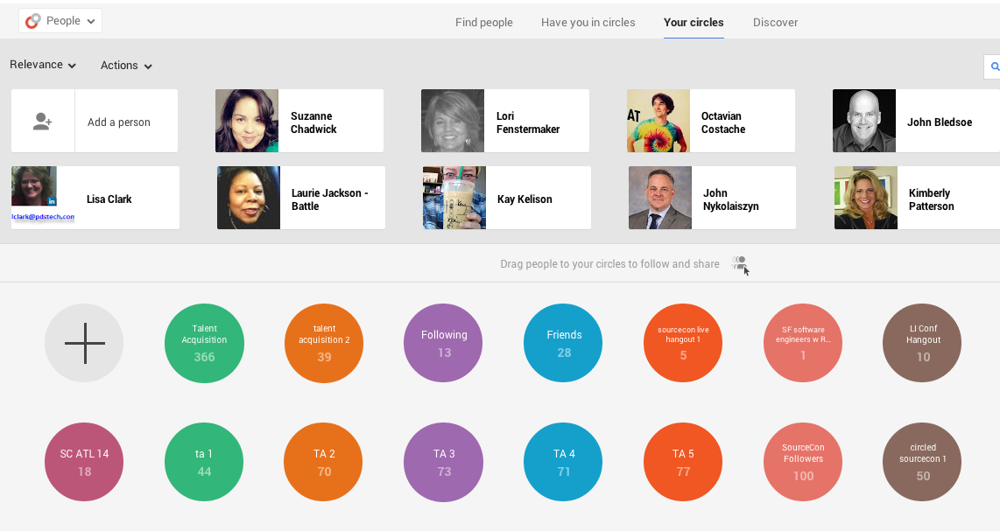 People
Find people
Have you in circles
Your circles
Discover
Relevance
Actions
Add a person
Suzanne
Chadwick
Lori
Fenstermaker
AT
Octavian
Costache
John Bledsoe
in
lclark@pdstech.com
Lisa Clark
Laurie Jackson -
Battle
Kay Kelison
John
Nykolaiszyn
Kimberly
Patterson
Drag people to your circles to follow and share
Talent
Acquisition
366
talent
acquisition 2
39
Following
13
Friends
28
sourcecon live
hangout 1
5
SF software
engineers w R...
1
LI Conf
Hangout
10
SC ATL 14
18
ta 1
44
TA 2
70
TA 3
73
TA 4
71
TA 5
77
SourceCon
Followers
100
circled
sourcecon 1
50